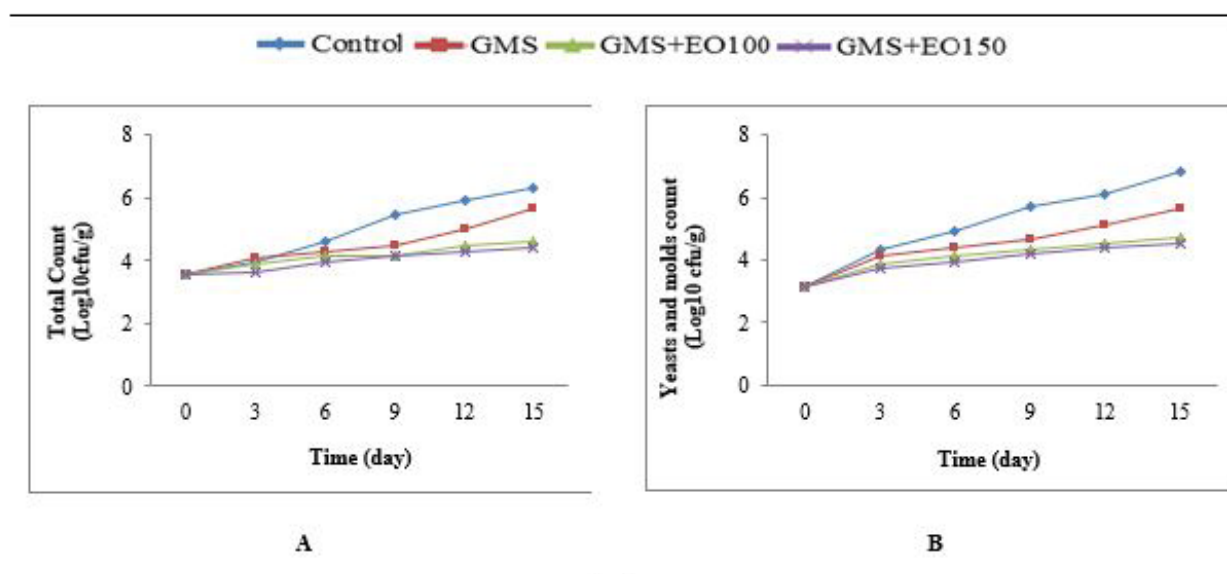 Control GMS GMS+EO100 GMS+EO150
8
6
4
2
0
0 3 6 9 12 15
Total Count
(Log10cfu/g)
Time (day)
A
8
6
4
2
0
0 3 6 9 12 15
Yeasts and molds count
(Log10 cfu/g)
Time (day)
B